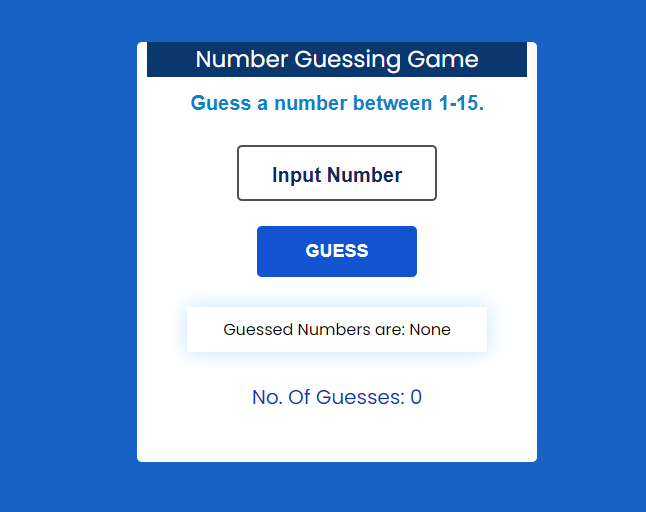 Number Guessing Game
Guess a number between 1-15.
Input Number
GUESS
Guessed Numbers are: None
No. Of Guesses: 0